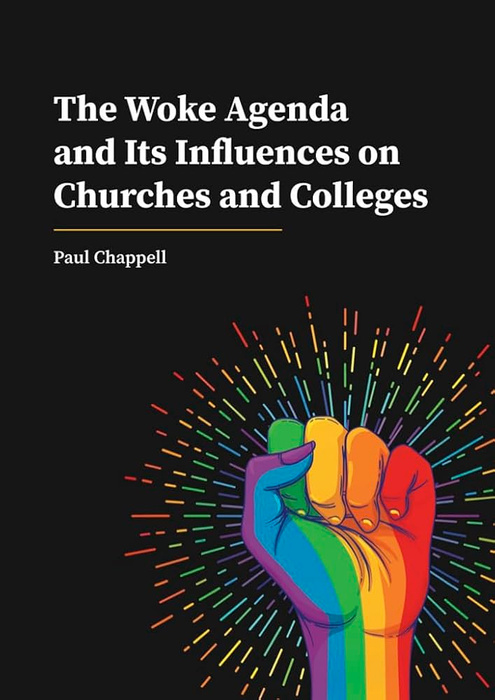 The Woke Agenda
and Its Influences on
Churches and Colleges
Paul Chappell